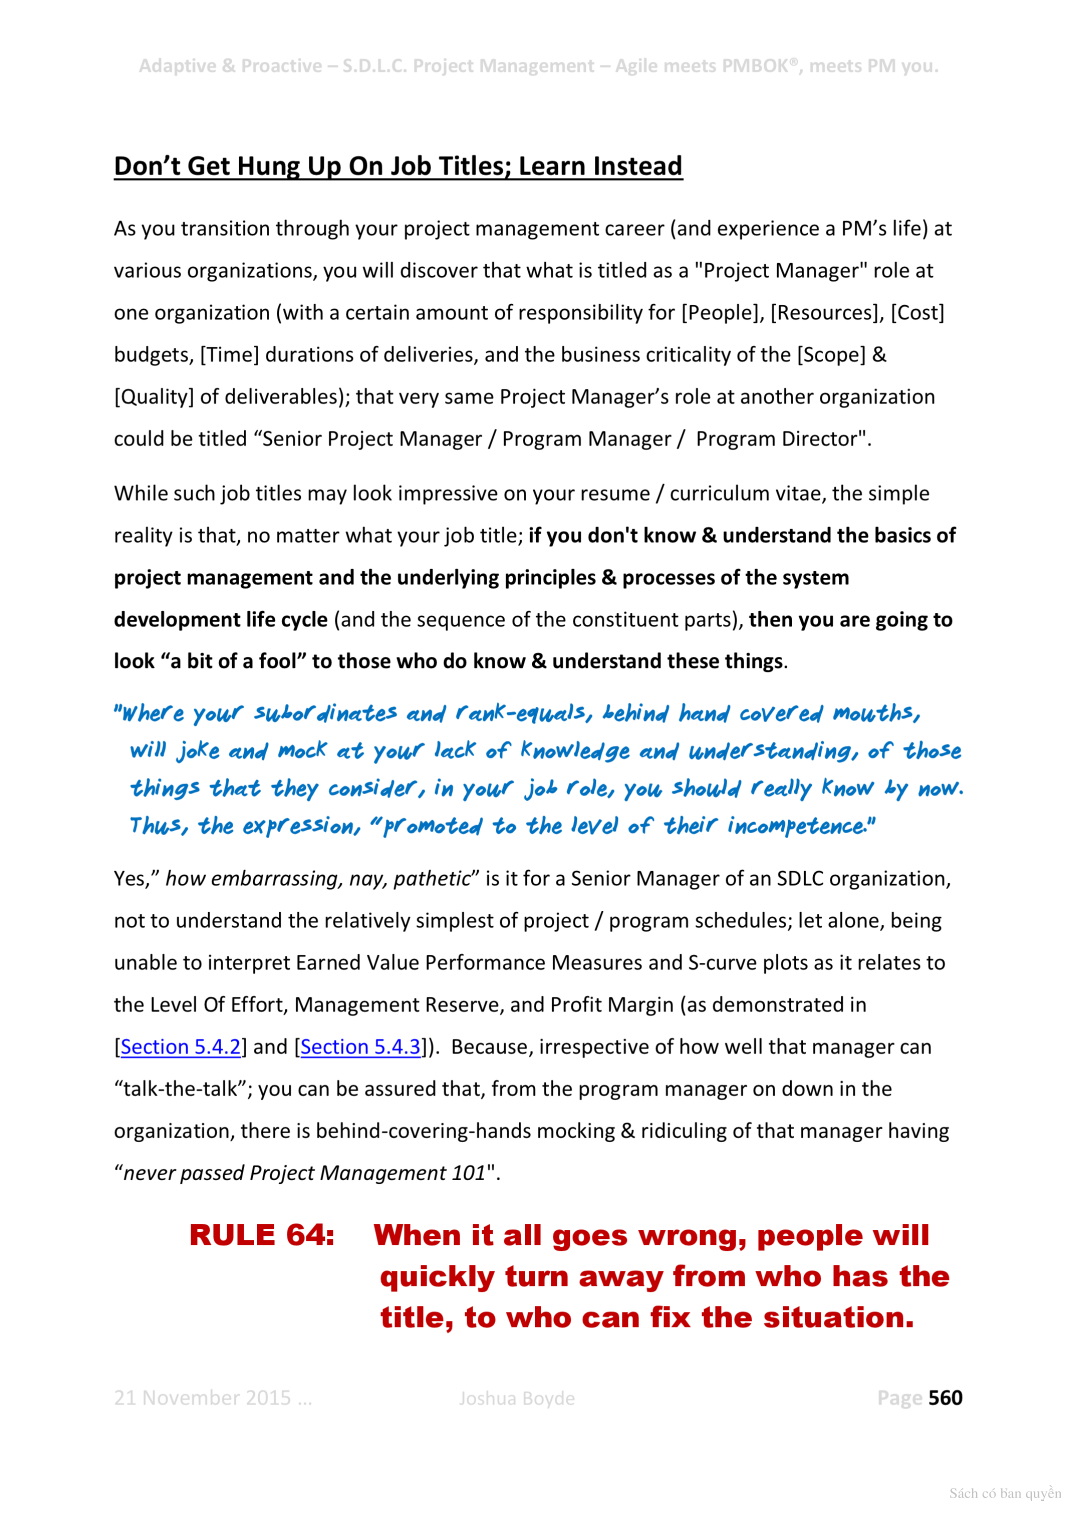 Adaptive & Proactive – S.D.L.C. Project Management – Agile meets PMBOK®, meets PM you.
Don’t Get Hung Up On Job Titles; Learn Instead
As you transition through your project management career (and experience a PM’s life) at
various organizations, you will discover that what is titled as a "Project Manager" role at
one organization (with a certain amount of responsibility for [People], [Resources], [Cost]
budgets, [Time] durations of deliveries, and the business criticality of the [Scope] &
[Quality] of deliverables); that very same Project Manager’s role at another organization
could be titled “Senior Project Manager / Program Manager /  Program Director".
While such job titles may look impressive on your resume / curriculum vitae, the simple
reality is that, no matter what your job title; if you don't know & understand the basics of
project management and the underlying principles & processes of the system
development life cycle (and the sequence of the constituent parts), then you are going to
look “a bit of a fool” to those who do know & understand these things.
"Where your subordinates and rank-equals, behind hand covered mouths,
will joke and mock at your lack of knowledge and understanding, of those
things that they consider, in your job role, you should really know by now.
Thus, the expression, “promoted to the level of their incompetence."
Yes,” how embarrassing, nay, pathetic” is it for a Senior Manager of an SDLC organization,
not to understand the relatively simplest of project / program schedules; let alone, being
unable to interpret Earned Value Performance Measures and S-curve plots as it relates to
the Level Of Effort, Management Reserve, and Profit Margin (as demonstrated in
[Section 5.4.2] and [Section 5.4.3]).  Because, irrespective of how well that manager can
“talk-the-talk”; you can be assured that, from the program manager on down in the
organization, there is behind-covering-hands mocking & ridiculing of that manager having
“never passed Project Management 101".
RULE 64: When it all goes wrong, people will
quickly turn away from who has the
title, to who can fix the situation.
21 November 2015 … Joshua Boyde Page 560
Sách có bản quyền